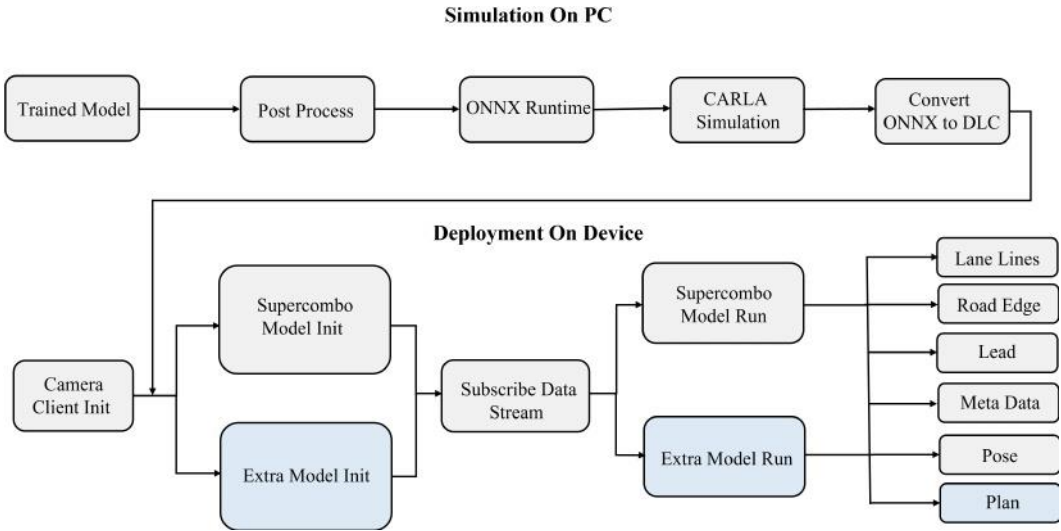 Simulation On PC
Trained Model
Post Process
ONNX Runtime
CARLA
Simulation
Convert
ONNX to DLC
Deployment On Device
Camera
Client Init
Supercombo
Model Init
Extra Model Init
Subscribe Data
Stream
Supercombo
Model Run
Extra Model Run
Lane Lines
Road Edge
Lead
Meta Data
Pose
Plan